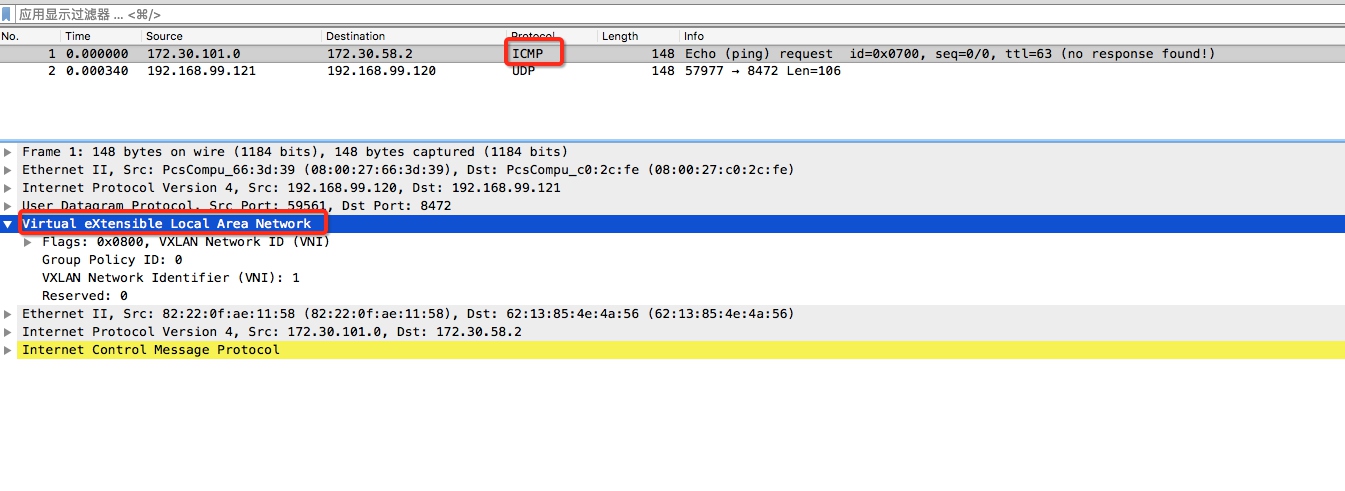 应用显示过滤器 … <⌘/>
No. Time Source Destination Protocol Length Info
1 0.000000 172.30.101.0 172.30.58.2 ICMP 148 Echo (ping) request id=0x0700, seq=0/0, ttl=63 (no response found!)
2 0.000340 192.168.99.121 192.168.99.120 UDP 148 57977 → 8472 Len=106
Frame 1: 148 bytes on wire (1184 bits), 148 bytes captured (1184 bits)
Ethernet II, Src: PcsCompu_66:3d:39 (08:00:27:66:3d:39), Dst: PcsCompu_c0:2c:fe (08:00:27:c0:2c:fe)
Internet Protocol Version 4, Src: 192.168.99.120, Dst: 192.168.99.121
User Datagram Protocol, Src Port: 59561, Dst Port: 8472
Virtual eXtensible Local Area Network
Flags: 0x0800, VXLAN Network ID (VNI)
Group Policy ID: 0
VXLAN Network Identifier (VNI): 1
Reserved: 0
Ethernet II, Src: 82:22:0f:ae:11:58 (82:22:0f:ae:11:58), Dst: 62:13:85:4e:4a:56 (62:13:85:4e:4a:56)
Internet Protocol Version 4, Src: 172.30.101.0, Dst: 172.30.58.2
Internet Control Message Protocol